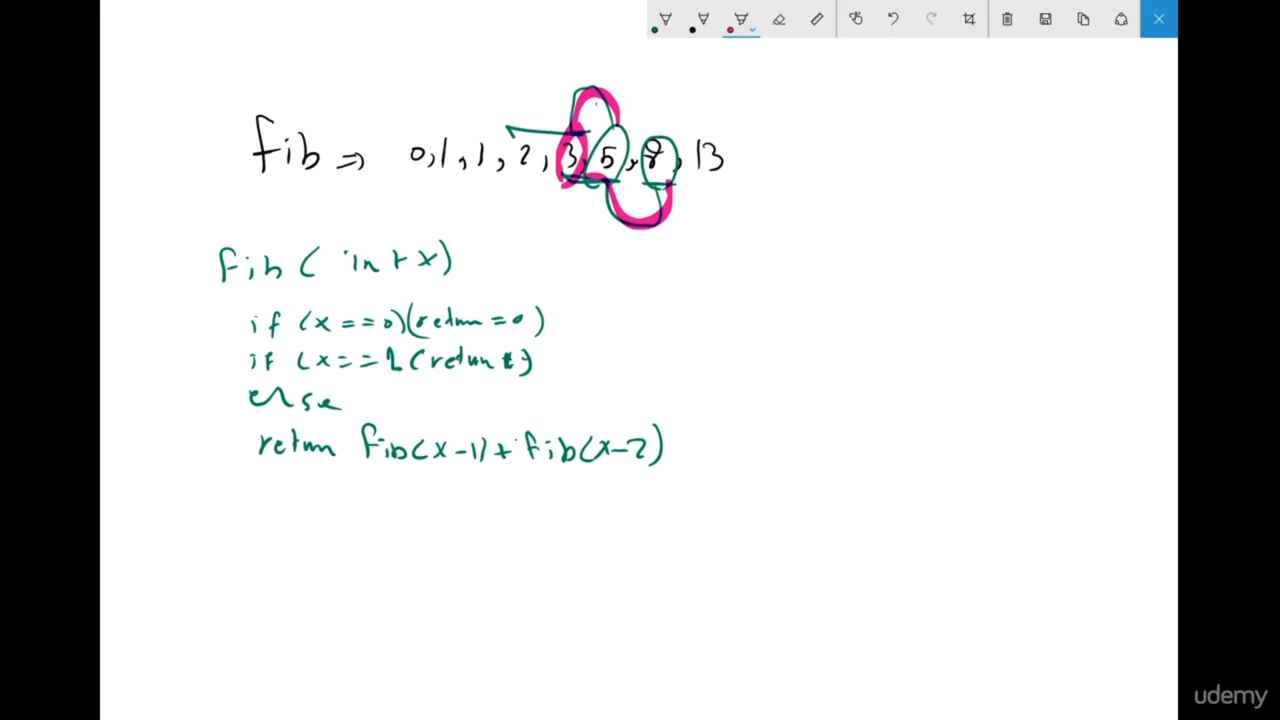 fib => 0, 1, 1, 2, 3, 5, 8, 13
fib ( int x)
if (x == 0)(return = 0)
if (x == 1 (return 1)
else
return fib(x-1) + fib(x-2)
udemy